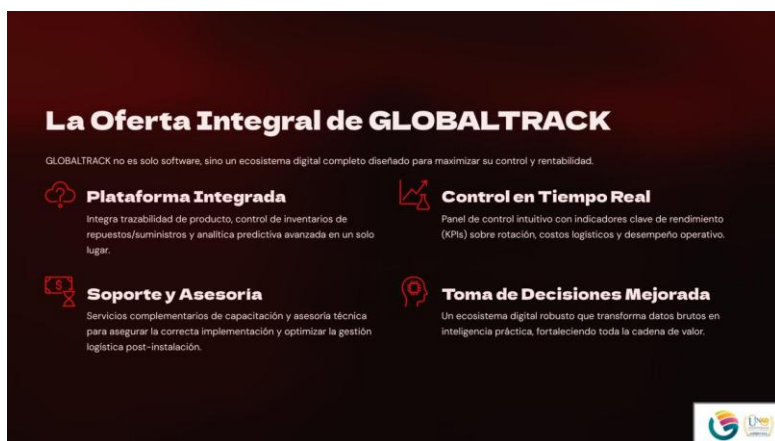 La Oferta Integral de GLOBALTRACK
GLOBALTRACK no es solo software, sino un ecosistema digital completo diseñado para maximizar su control y rentabilidad.
Plataforma Integrada
Integra trazabilidad de producto, control de inventarios de
repuestos/suministros y analítica predictiva avanzada en un solo
lugar.
Control en Tiempo Real
Panel de control intuitivo con indicadores clave de rendimiento
(KPIs) sobre rotación, costos logísticos y desempeño operativo.
Soporte y Asesoría
Servicios complementarios de capacitación y asesoría técnica
para asegurar la correcta implementación y optimizar la gestión
logística post-instalación.
Toma de Decisiones Mejorada
Un ecosistema digital robusto que transforma datos brutos en
inteligencia práctica, fortaleciendo toda la cadena de valor.